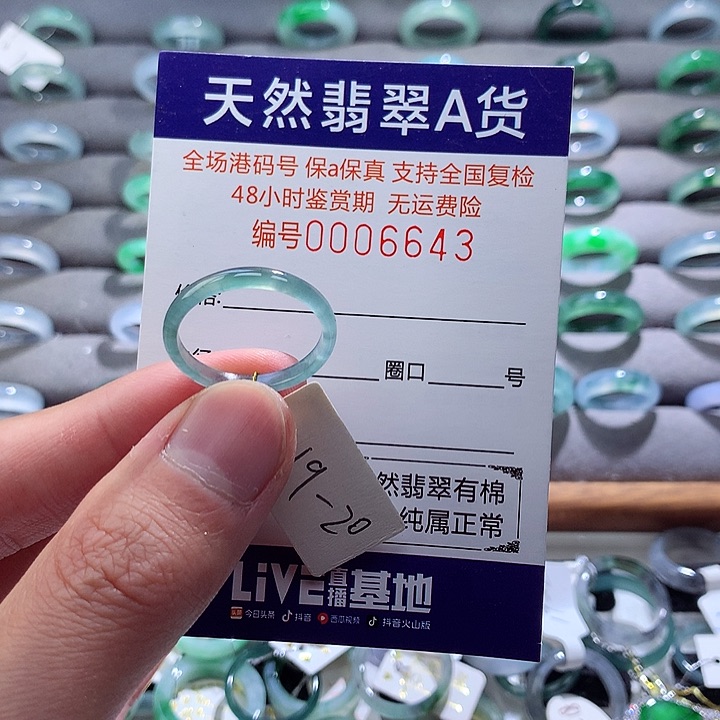 天然翡翠A货
全场港码号 保a保真 支持全国复检
48小时鉴赏期 无运费险
编号0006643
圈口 号
19-20
然翡翠有棉
纯属正常
LiVE直播基地
头条 今日头条 抖音 西瓜视频 抖音火山版